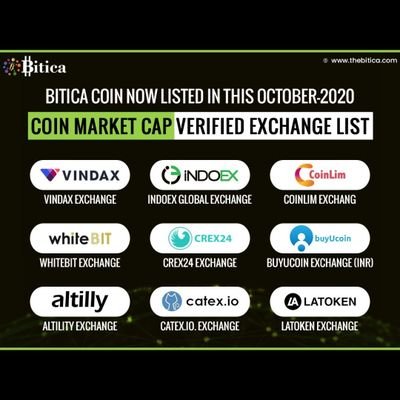 Bitica
www.thebitica.com
BITICA COIN NOW LISTED IN THIS OCTOBER-2020
COIN MARKET CAP VERIFIED EXCHANGE LIST
VINDAX
INDOEX
CoinLim
VINDAX EXCHANGE
INDOEX GLOBAL EXCHANGE
COINLIM EXCHANG
whiteBIT
CREX24
buyUcoin
WHITEBIT EXCHANGE
CREX24 EXCHANGE
BUYUCOIN EXCHANGE (INR)
altilly
catex.io
LA LATOKEN
ALTILITY EXCHANGE
CATEX.IO. EXCHANGE
LATOKEN EXCHANGE